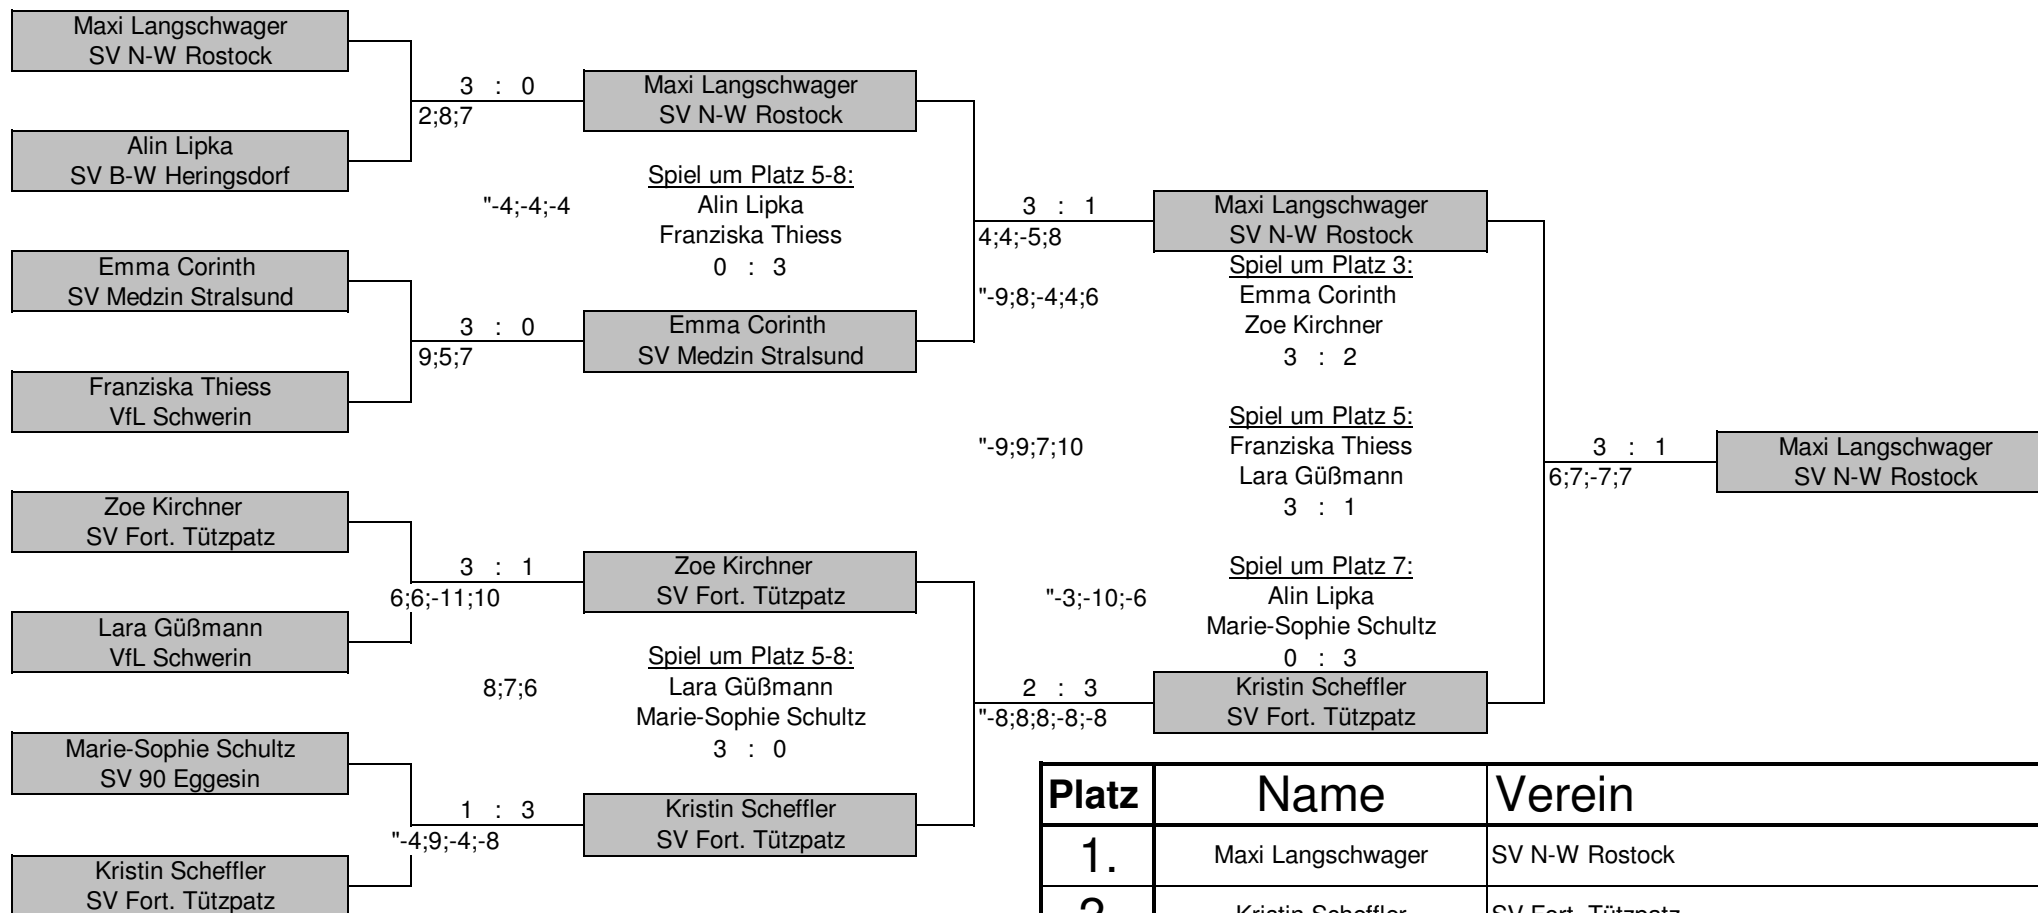 Maxi Langschwager
SV N-W Rostock
3 : 0
2;8;7
Alin Lipka
SV B-W Heringsdorf
Emma Corinth
SV Medzin Stralsund
3 : 0
9;5;7
Franziska Thiess
VfL Schwerin
Zoe Kirchner
SV Fort. Tützpatz
3 : 1
6;6;-11;10
Lara Güßmann
VfL Schwerin
Marie-Sophie Schultz
SV 90 Eggesin
1 : 3
"-4;9;-4;-8
Kristin Scheffler
SV Fort. Tützpatz
Maxi Langschwager
SV N-W Rostock
Spiel um Platz 5-8:
"-4;-4;-4
Alin Lipka
Franziska Thiess
0 : 3
Emma Corinth
SV Medzin Stralsund
3 : 1
4;4;-5;8
Zoe Kirchner
SV Fort. Tützpatz
Spiel um Platz 5-8:
8;7;6
Lara Güßmann
Marie-Sophie Schultz
3 : 0
Kristin Scheffler
SV Fort. Tützpatz
2 : 3
"-8;8;8;-8;-8
Maxi Langschwager
SV N-W Rostock
Spiel um Platz 3:
"-9;8;-4;4;6
Emma Corinth
Zoe Kirchner
3 : 2
Spiel um Platz 5:
"-9;9;7;10
Franziska Thiess
Lara Güßmann
3 : 1
Spiel um Platz 7:
"-3;-10;-6
Alin Lipka
Marie-Sophie Schultz
0 : 3
Kristin Scheffler
SV Fort. Tützpatz
3 : 1
6;7;-7;7
Maxi Langschwager
SV N-W Rostock
Platz Name Verein
1. Maxi Langschwager SV N-W Rostock
2. Kristin Scheffler SV Fort. Tützpatz